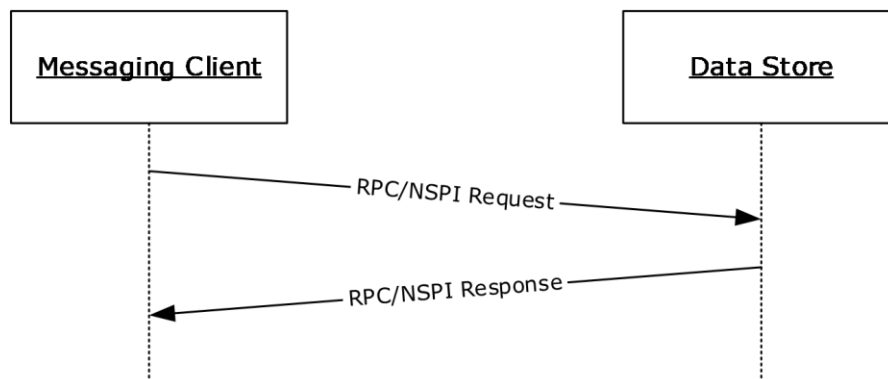 Messaging Client
Data Store
RPC/NSPI Request
RPC/NSPI Response